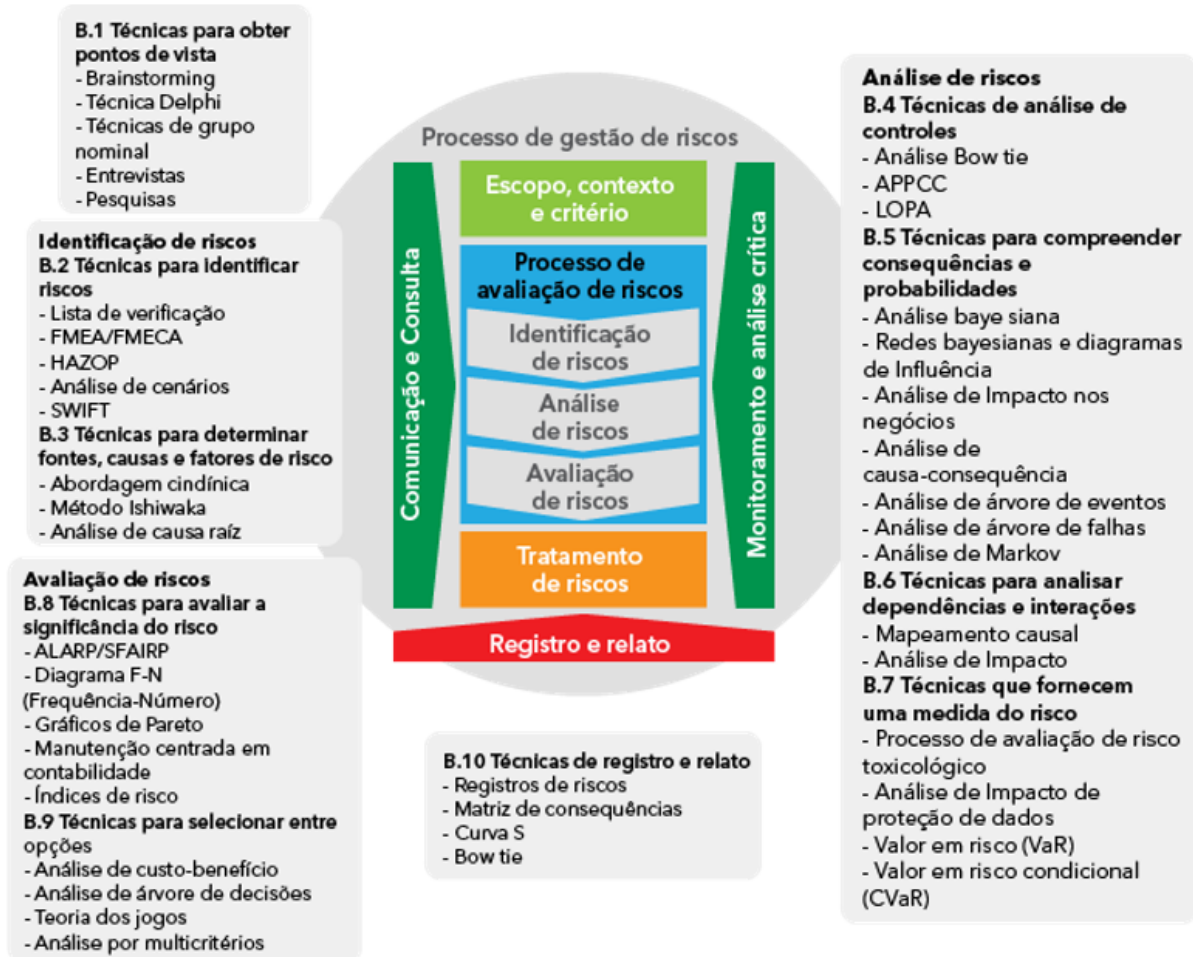 B.1 Técnicas para obter
pontos de vista
- Brainstorming
- Técnica Delphi
- Técnicas de grupo
nominal
- Entrevistas
- Pesquisas
Identificação de riscos
B.2 Técnicas para identificar
riscos
- Lista de verificação
- FMEA/FMECA
- HAZOP
- Análise de cenários
- SWIFT
B.3 Técnicas para determinar
fontes, causas e fatores de risco
- Abordagem cindínica
- Método Ishiwaka
- Análise de causa raíz
Avaliação de riscos
B.8 Técnicas para avaliar a
significância do risco
- ALARP/SFAIRP
- Diagrama F-N
(Frequência-Número)
- Gráficos de Pareto
- Manutenção centrada em
contabilidade
- Índices de risco
B.9 Técnicas para selecionar entre
opções
- Análise de custo-benefício
- Análise de árvore de decisões
- Teoria dos jogos
- Análise por multicritérios
Processo de gestão de riscos
Comunicação e Consulta
Escopo, contexto
e critério
Processo de
avaliação de riscos
Identificação
de riscos
Análise
de riscos
Avaliação
de riscos
Tratamento
de riscos
Monitoramento e análise crítica
Registro e relato
B.10 Técnicas de registro e relato
- Registros de riscos
- Matriz de consequências
- Curva S
- Bow tie
Análise de riscos
B.4 Técnicas de análise de
controles
- Análise Bow tie
- APPCC
- LOPA
B.5 Técnicas para compreender
consequências e
probabilidades
- Análise baye siana
- Redes bayesianas e diagramas
de Influência
- Análise de Impacto nos
negócios
- Análise de
causa-consequência
- Análise de árvore de eventos
- Análise de árvore de falhas
- Análise de Markov
B.6 Técnicas para analisar
dependências e interações
- Mapeamento causal
- Análise de Impacto
B.7 Técnicas que fornecem
uma medida do risco
- Processo de avaliação de risco
toxicológico
- Análise de Impacto de
proteção de dados
- Valor em risco (VaR)
- Valor em risco condicional
(CVaR)